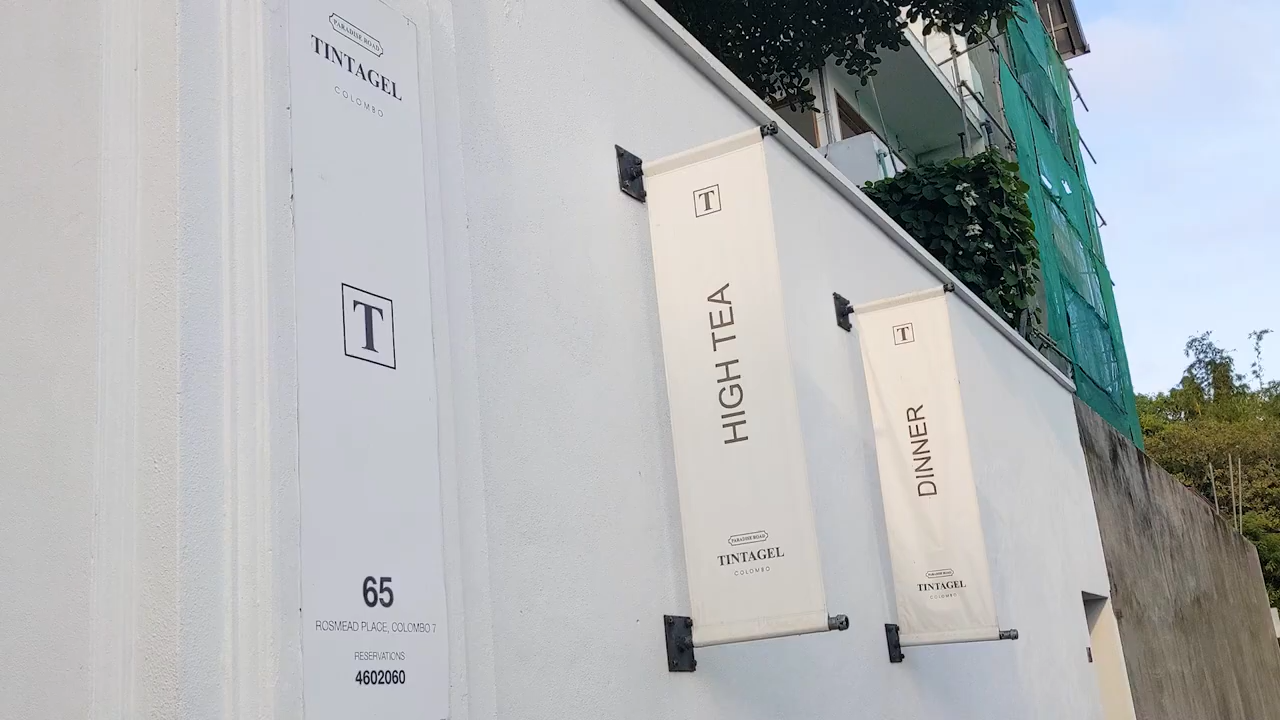 PARADISE ROAD
TINTAGEL
COLOMBO
T
65
ROSMEAD PLACE, COLOMBO 7
RESERVATIONS
4602060
T
HIGH TEA
PARADISE ROAD
TINTAGEL
COLOMBO
T
DINNER
PARADISE ROAD
TINTAGEL
COLOMBO